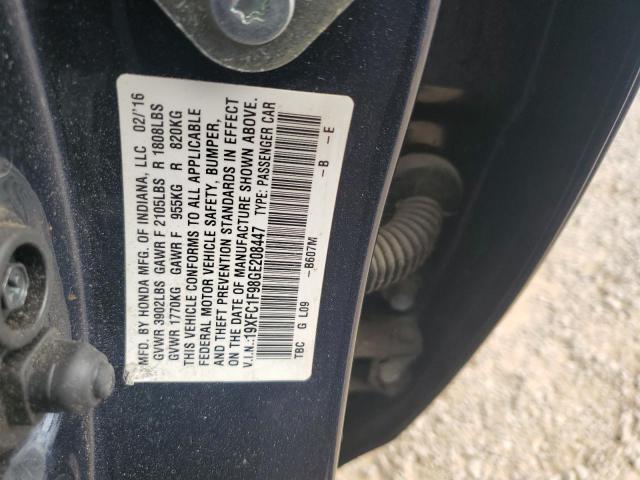 MFD. BY HONDA MFG. OF INDIANA, LLC 02/'16
GVWR 3902LBS GAWR F 2105LBS R 1808LBS
GVWR 1770KG GAWR F 955KG R 820KG
THIS VEHICLE CONFORMS TO ALL APPLICABLE
FEDERAL MOTOR VEHICLE SAFETY, BUMPER,
AND THEFT PREVENTION STANDARDS IN EFFECT
ON THE DATE OF MANUFACTURE SHOWN ABOVE.
V.I.N.:19XFC1F98GE208447 TYPE: PASSENGER CAR
TBC G L09 -B607M -B -E